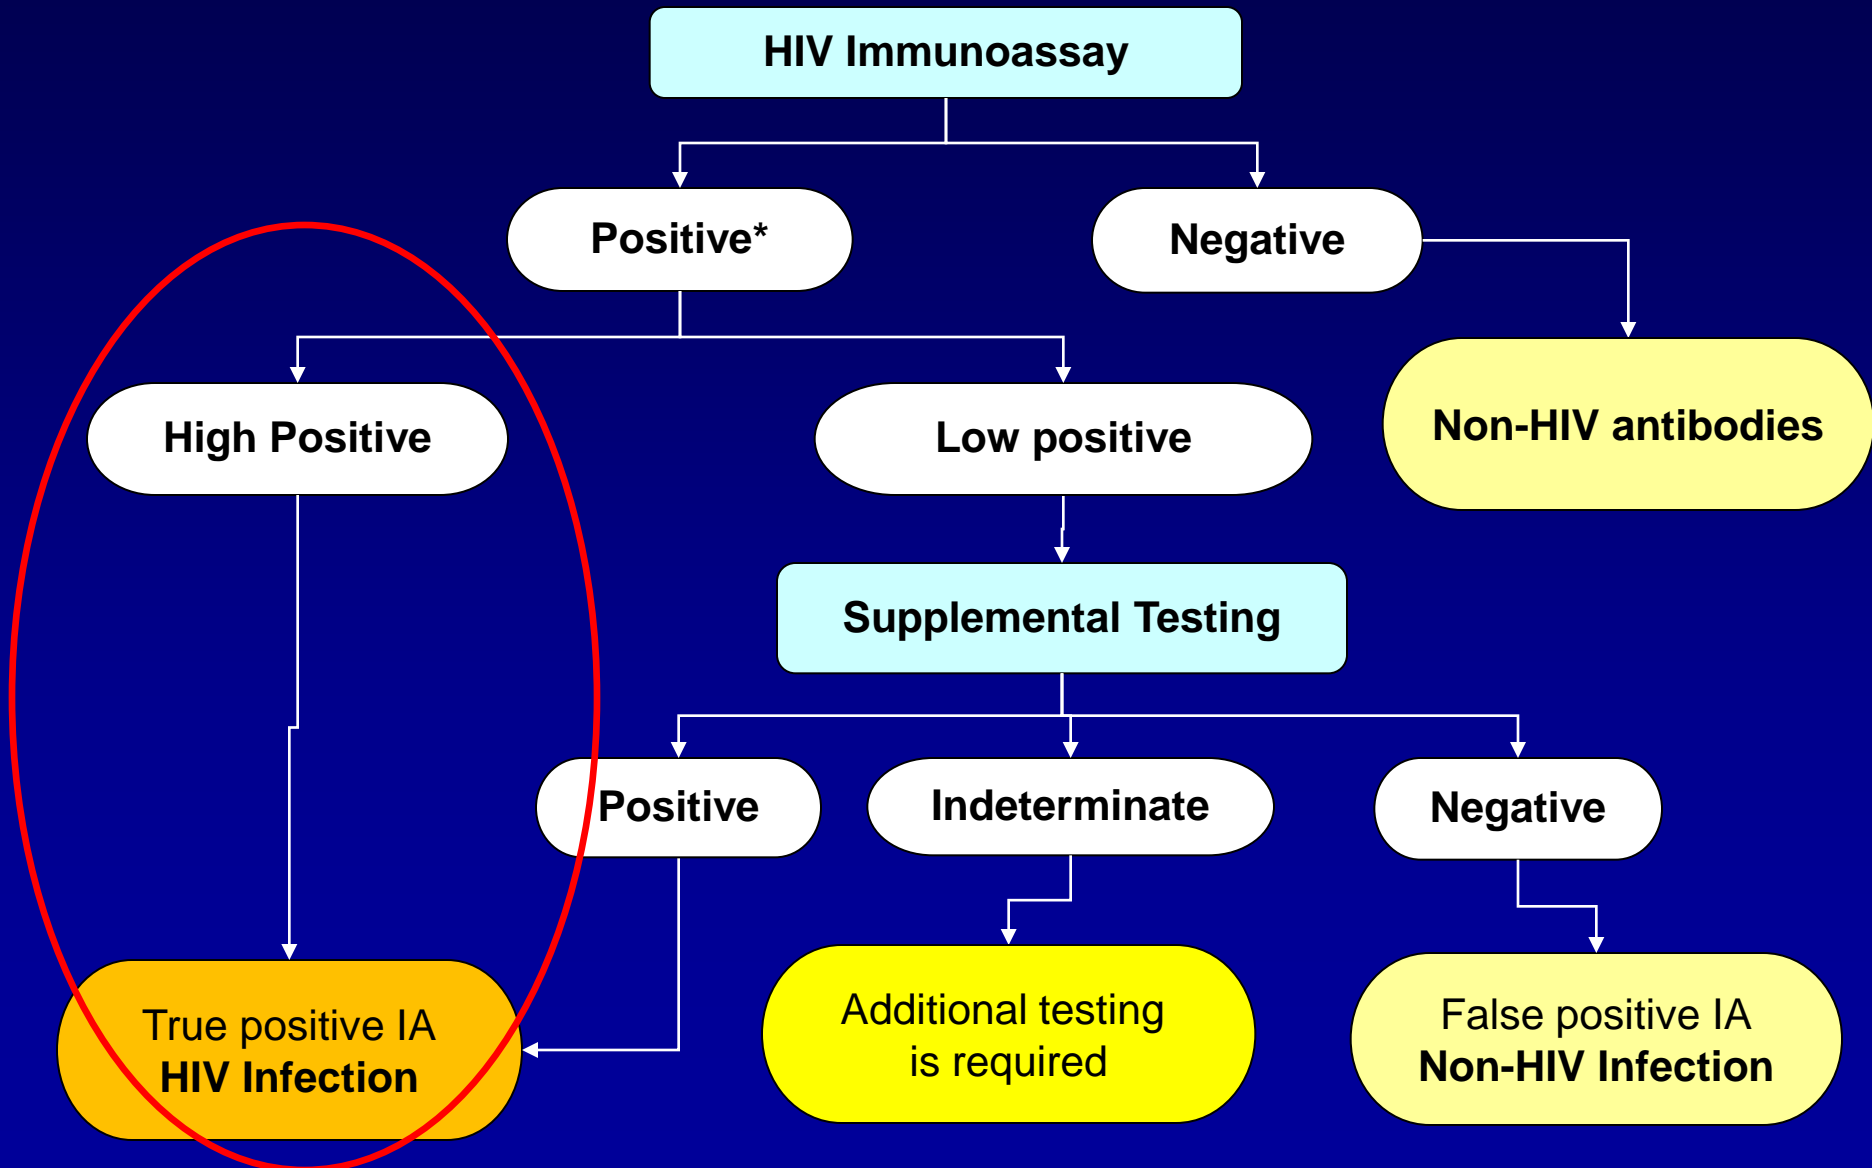 HIV Immunoassay
Positive*
Negative
High Positive
Low positive
Non-HIV antibodies
Supplemental Testing
Positive
Indeterminate
Negative
True positive IA
HIV Infection
Additional testing
is required
False positive IA
Non-HIV Infection